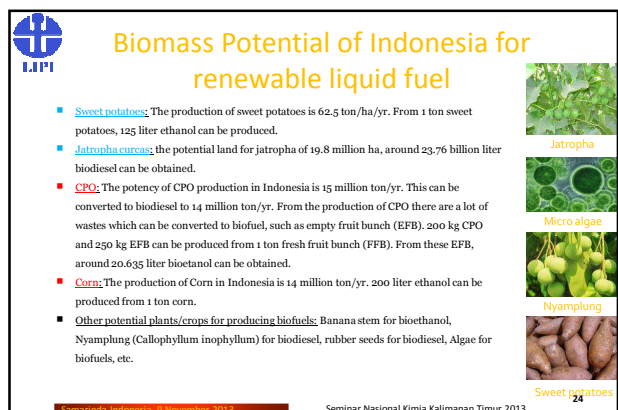 LIPI
Biomass Potential of Indonesia for
renewable liquid fuel
Sweet potatoes: The production of sweet potatoes is 62.5 ton/ha/yr. From 1 ton sweet
potatoes, 125 liter ethanol can be produced.
Jatropha curcas: the potential land for jatropha of 19.8 million ha, around 23.76 billion liter
biodiesel can be obtained.
CPO: The potency of CPO production in Indonesia is 15 million ton/yr. This can be
converted to biodiesel to 14 million ton/yr. From the production of CPO there are a lot of
wastes which can be converted to biofuel, such as empty fruit bunch (EFB). 200 kg CPO
and 250 kg EFB can be produced from 1 ton fresh fruit bunch (FFB). From these EFB,
around 20.635 liter bioetanol can be obtained.
Corn: The production of Corn in Indonesia is 14 million ton/yr. 200 liter ethanol can be
produced from 1 ton corn.
Other potential plants/crops for producing biofuels: Banana stem for bioethanol,
Nyamplung (Callophyllum inophyllum) for biodiesel, rubber seeds for biodiesel, Algae for
biofuels, etc.
Jatropha
Micro algae
Nyamplung
Sweet potatoes
24
Samarinda-Indonesia, 9 November 2013
Seminar Nasional Kimia Kalimanan Timur 2013